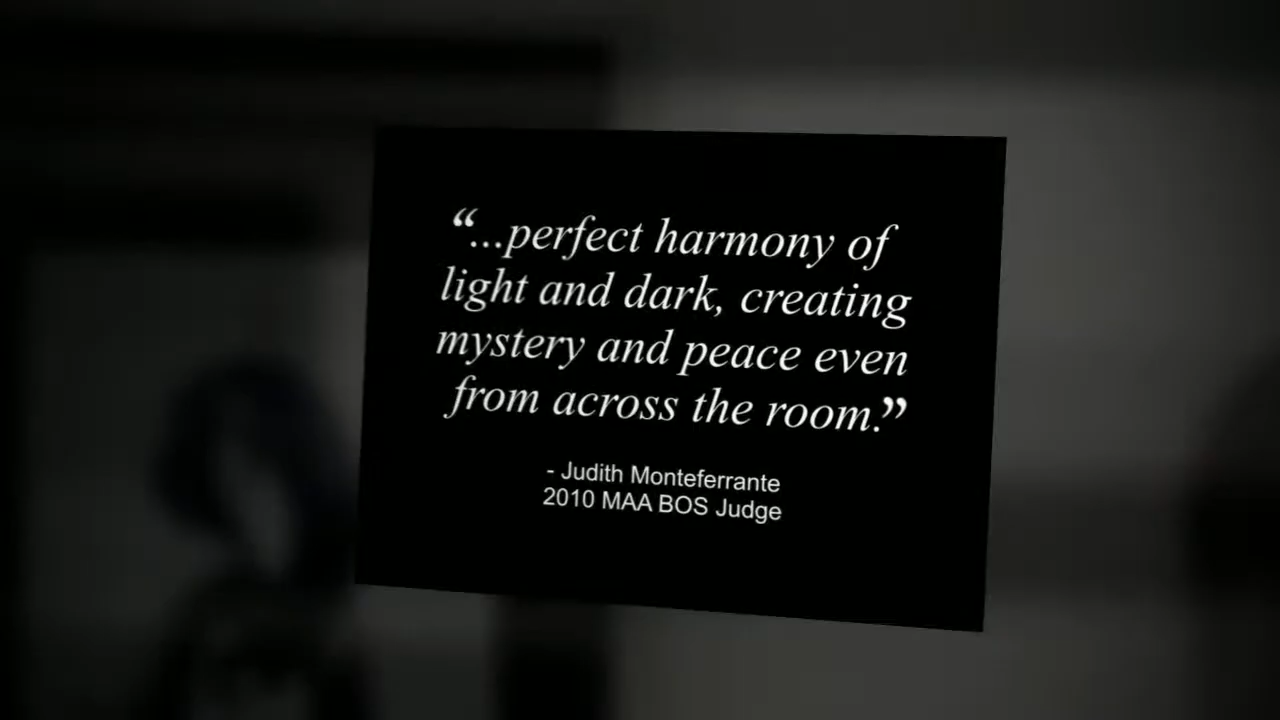 “...perfect harmony of
light and dark, creating
mystery and peace even
from across the room.”
- Judith Monteferrante
2010 MAA BOS Judge